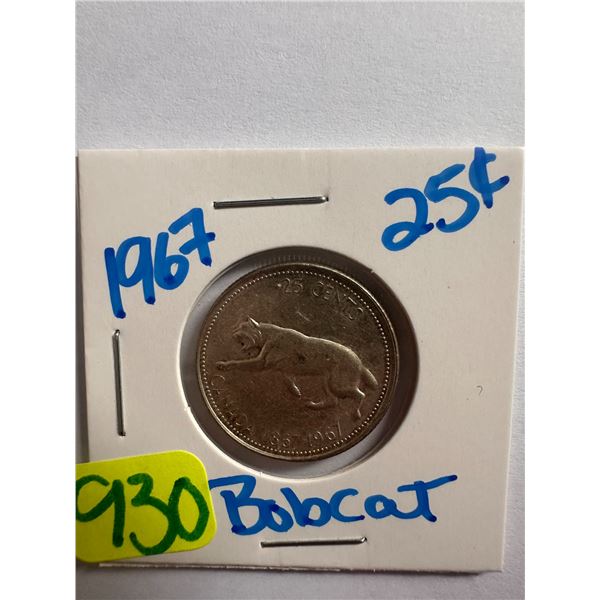 1967
25¢
25 CENTS
CANADA 1867-1967
930
Bobcat